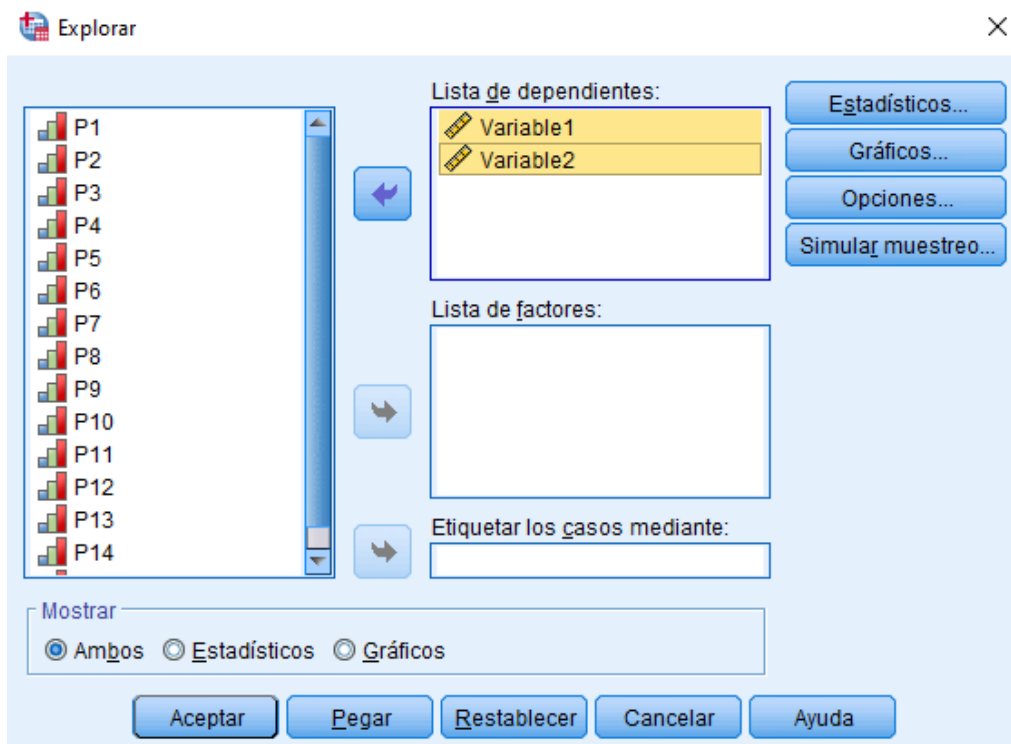 Explorar
P1
P2
P3
P4
P5
P6
P7
P8
P9
P10
P11
P12
P13
P14
Lista de dependientes:
Variable1
Variable2
Lista de factores:
Etiquetar los casos mediante:
Estadísticos...
Gráficos...
Opciones...
Simular muestreo...
Mostrar
Ambos Estadísticos Gráficos
Aceptar Pegar Restablecer Cancelar Ayuda